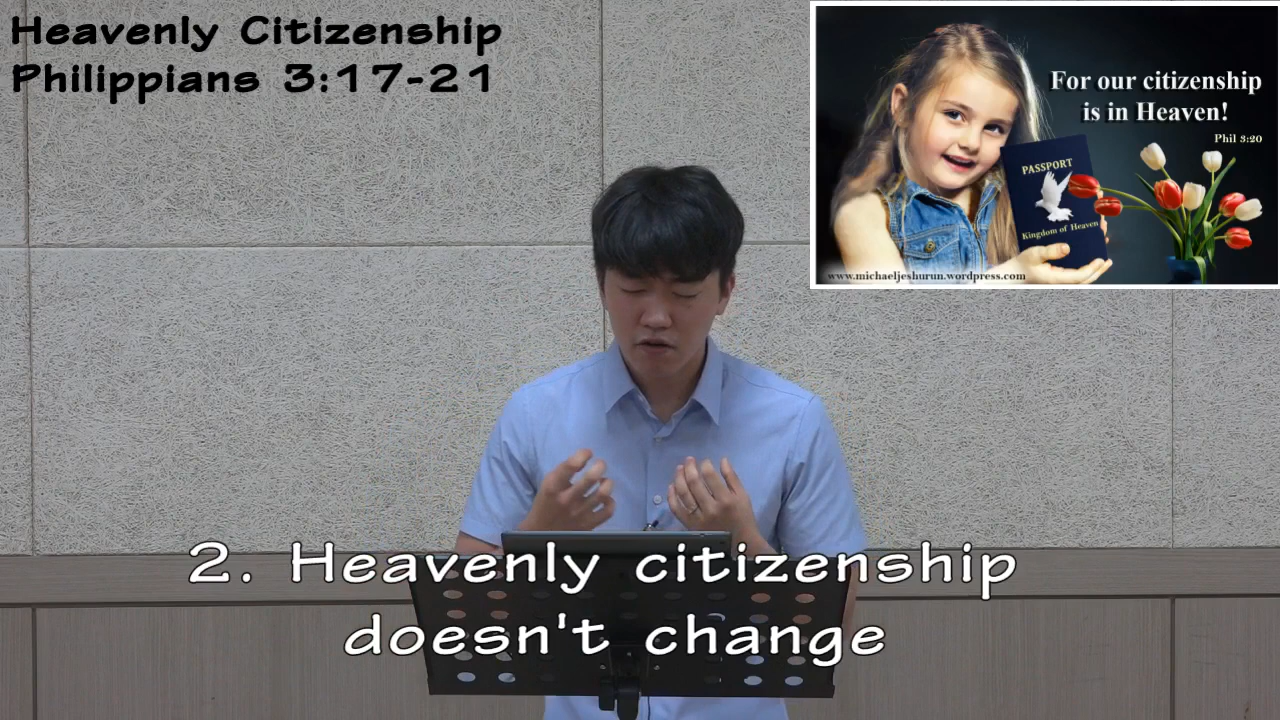 Heavenly Citizenship
Philippians 3:17-21
For our citizenship
is in Heaven!
Phil 3:20
PASSPORT
Kingdom of Heaven
www.michaeljeshurun.wordpress.com
2. Heavenly citizenship
doesn't change